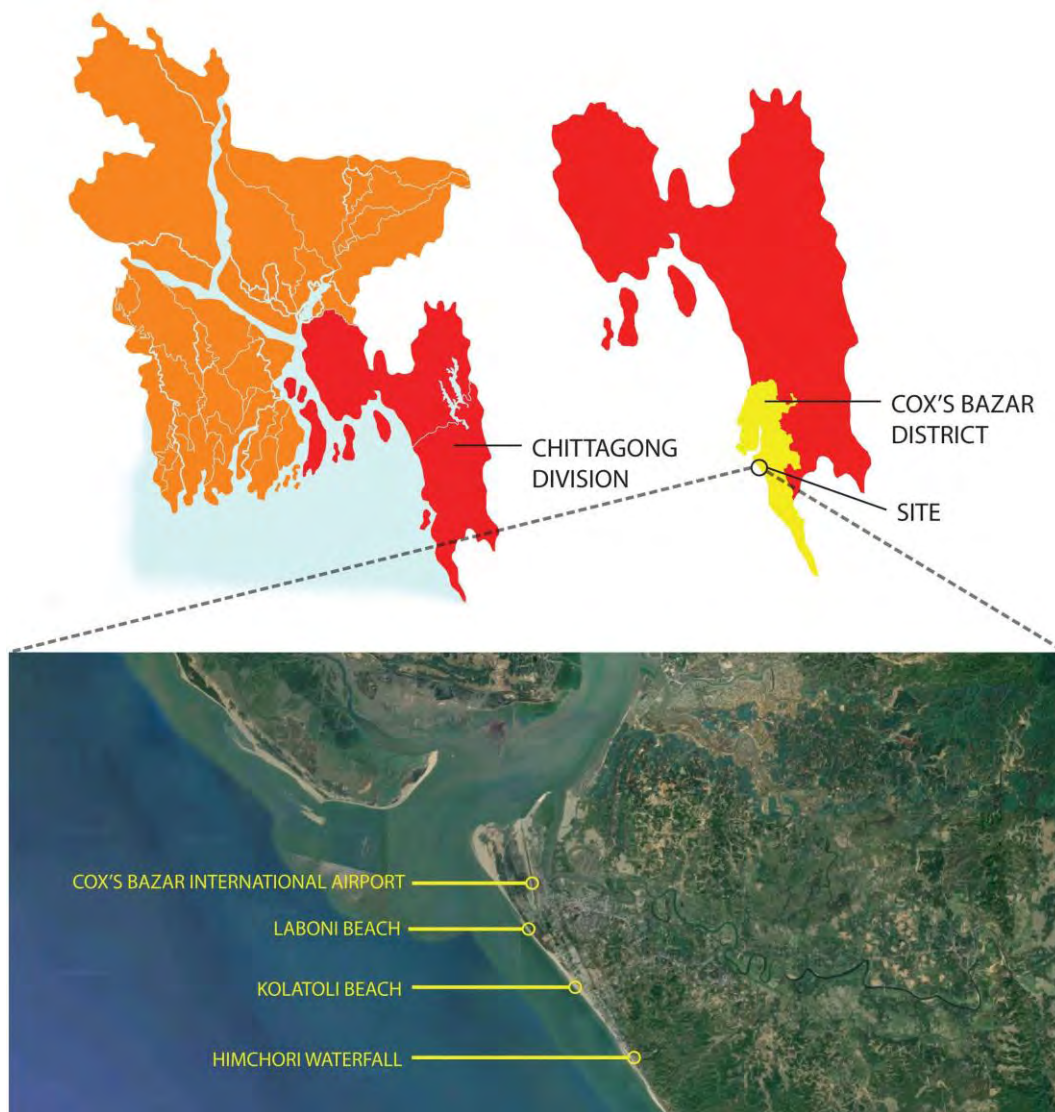 CHITTAGONG
DIVISION
COX'S BAZAR
DISTRICT
SITE
COX'S BAZAR INTERNATIONAL AIRPORT
LABONI BEACH
KOLATOLI BEACH
HIMCHORI WATERFALL